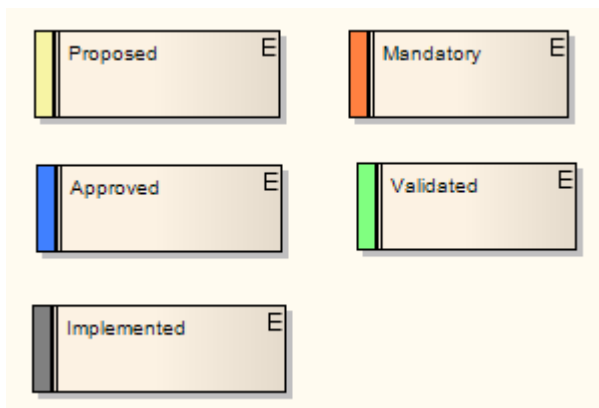 Proposed E
Mandatory E
Approved E
Validated E
Implemented E